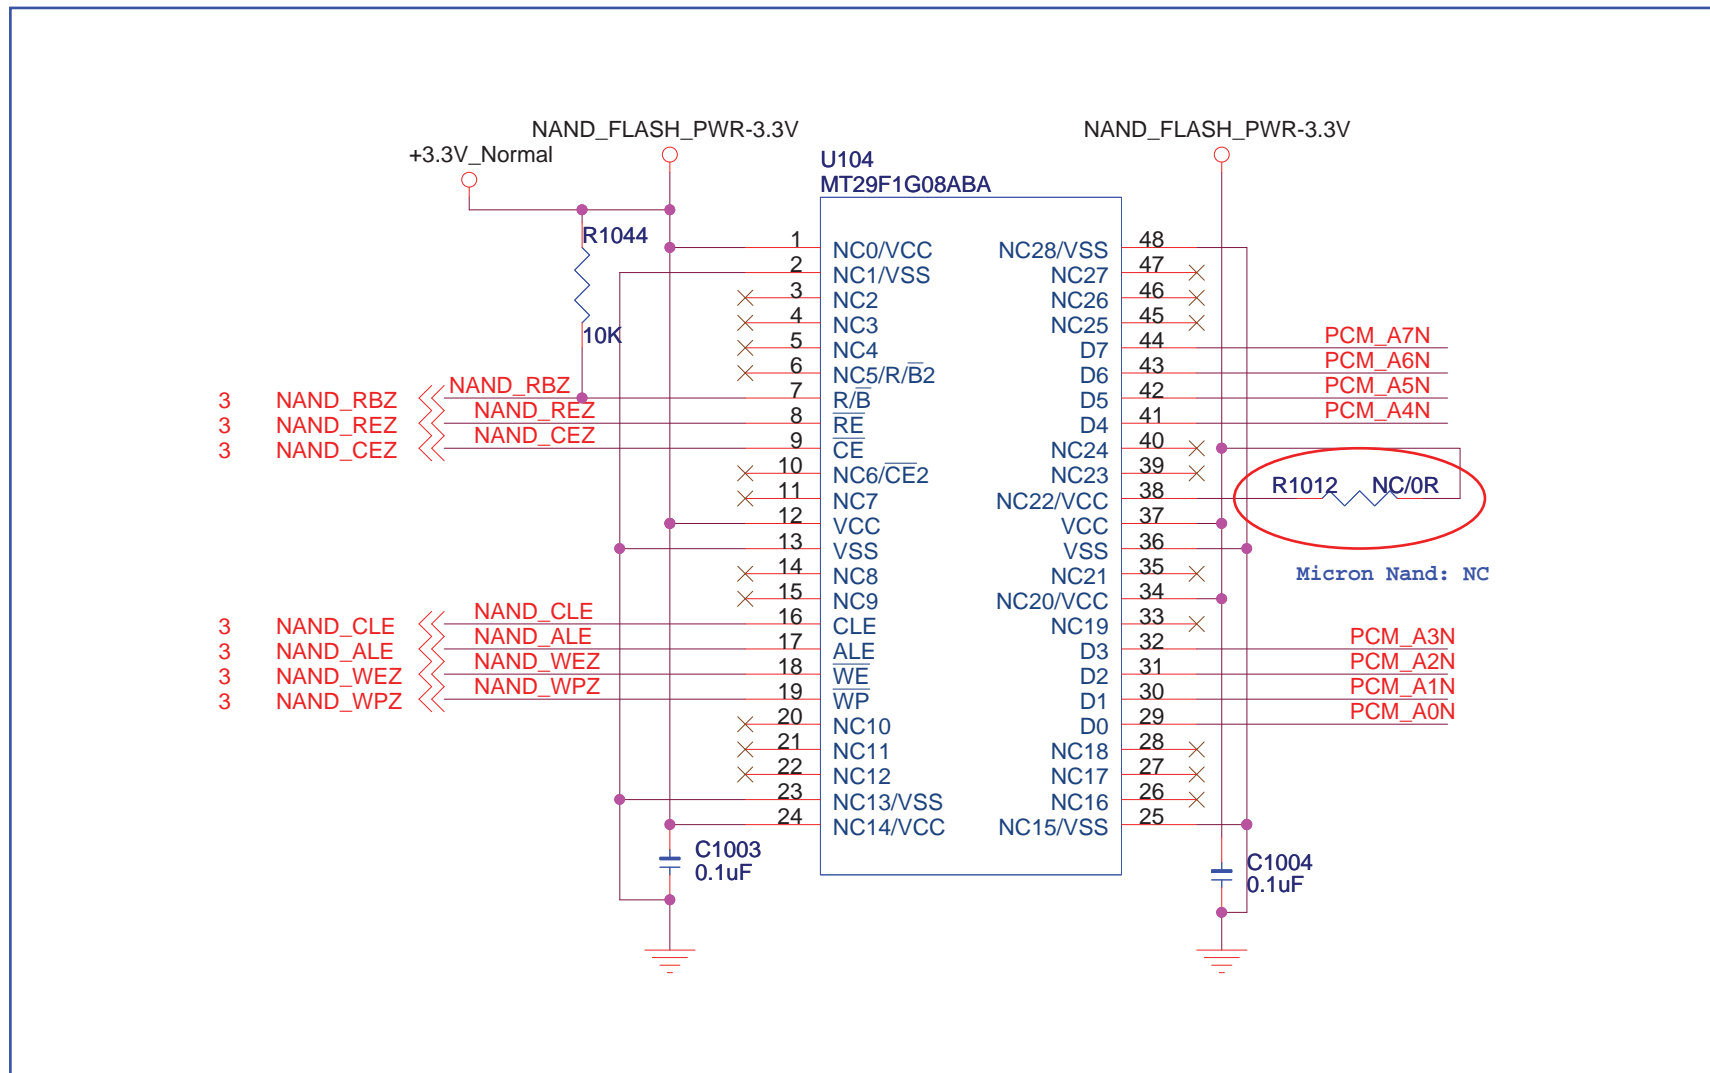 NAND_FLASH_PWR-3.3V
NAND_FLASH_PWR-3.3V
+3.3V_Normal
U104
MT29F1G08ABA
R1044
10K
1 NC0/VCC
2 NC1/VSS
3 NC2
4 NC3
5 NC4
6 NC5/R/B2
3 NAND_RBZ NAND_RBZ 7 R/B
3 NAND_REZ NAND_REZ 8 RE
3 NAND_CEZ NAND_CEZ 9 CE
10 NC6/CE2
11 NC7
12 VCC
13 VSS
14 NC8
15 NC9
3 NAND_CLE NAND_CLE 16 CLE
3 NAND_ALE NAND_ALE 17 ALE
3 NAND_WEZ NAND_WEZ 18 WE
3 NAND_WPZ NAND_WPZ 19 WP
20 NC10
21 NC11
22 NC12
23 NC13/VSS
24 NC14/VCC
C1003
0.1uF
NC28/VSS 48
NC27 47
NC26 46
NC25 45
D7 44 PCM_A7N
D6 43 PCM_A6N
D5 42 PCM_A5N
D4 41 PCM_A4N
NC24 40
NC23 39
NC22/VCC 38 R1012 NC/0R
VCC 37
VSS 36
Micron Nand: NC
NC21 35
NC20/VCC 34
NC19 33
D3 32 PCM_A3N
D2 31 PCM_A2N
D1 30 PCM_A1N
D0 29 PCM_A0N
NC18 28
NC17 27
NC16 26
NC15/VSS 25
C1004
0.1uF